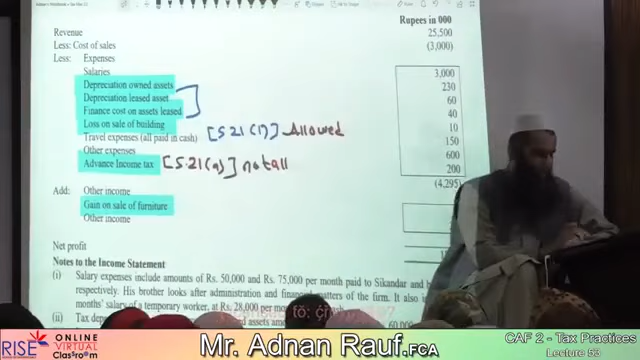 Rupees in 000
Revenue 25,500
Less: Cost of sales (3,000)
Less: Expenses
Salaries 3,000
Depreciation owned assets 230
Depreciation leased asset 60
Finance cost on assets leased 40
Loss on sale of building 10
Travel expenses (all paid in cash) [S 21 (l)] Allowed 150
Other expenses 600
Advance Income tax [S.21(a)] not all 200
(4,295)
Add: Other income
Gain on sale of furniture
Other income
Net profit
Notes to the Income Statement
(i) Salary expenses include amounts of Rs. 50,000 and Rs. 75,000 per month paid to Sikandar and
respectively. His brother looks after administration and financial matters of the firm. It also
months' salary of a temporary worker, at Rs. 28,000 per
(ii) Tax
RISE ONLINE VIRTUAL Classroom
Mr. Adnan Rauf.FCA
CAF 2 - Tax Practices
Lecture 53